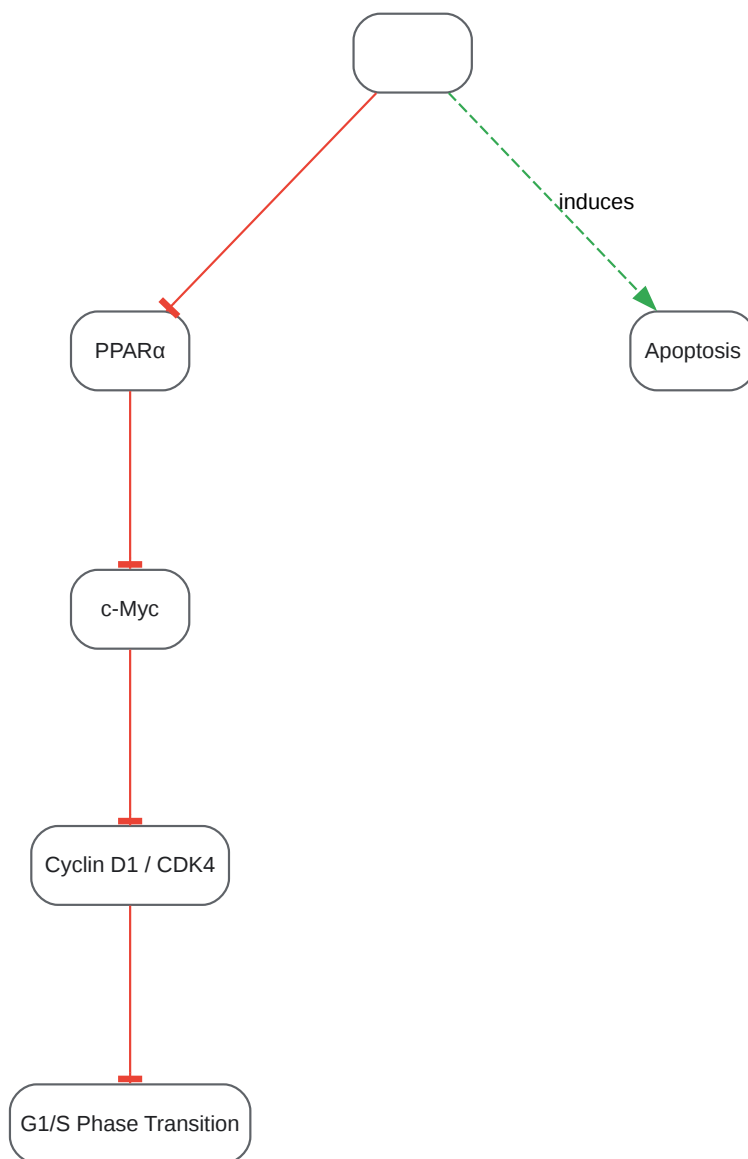 induces
PPARα
Apoptosis
c-Myc
Cyclin D1 / CDK4
G1/S Phase Transition